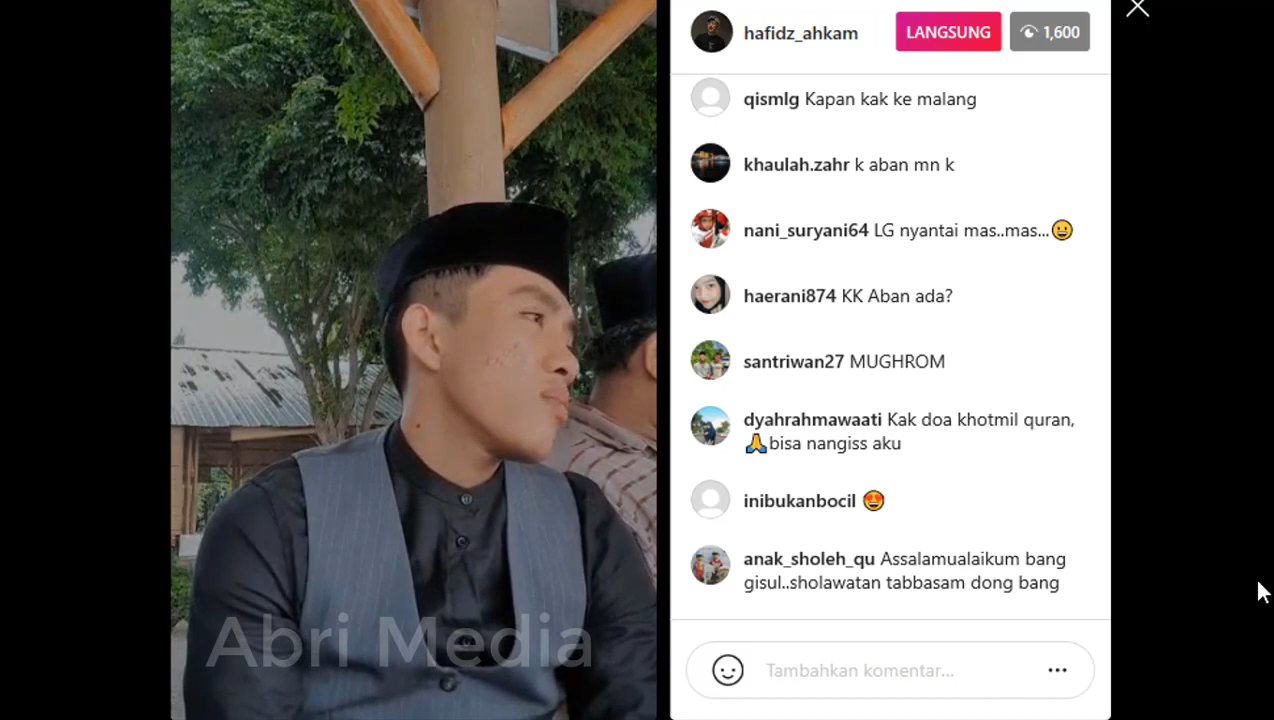 hafidz_ahkam LANGSUNG 1,600
qismlg Kapan kak ke malang
khaulah.zahr k aban mn k
nani_suryani64 LG nyantai mas..mas...😀
haerani874 KK Aban ada?
santriwan27 MUGHROM
dyahrahmawaati Kak doa khotmil quran,
🙏bisa nangiss aku
inibukanbocil 😍
anak_sholeh_qu Assalamualaikum bang
gisul..sholawatan tabbasam dong bang
Tambahkan komentar...
Abri Media